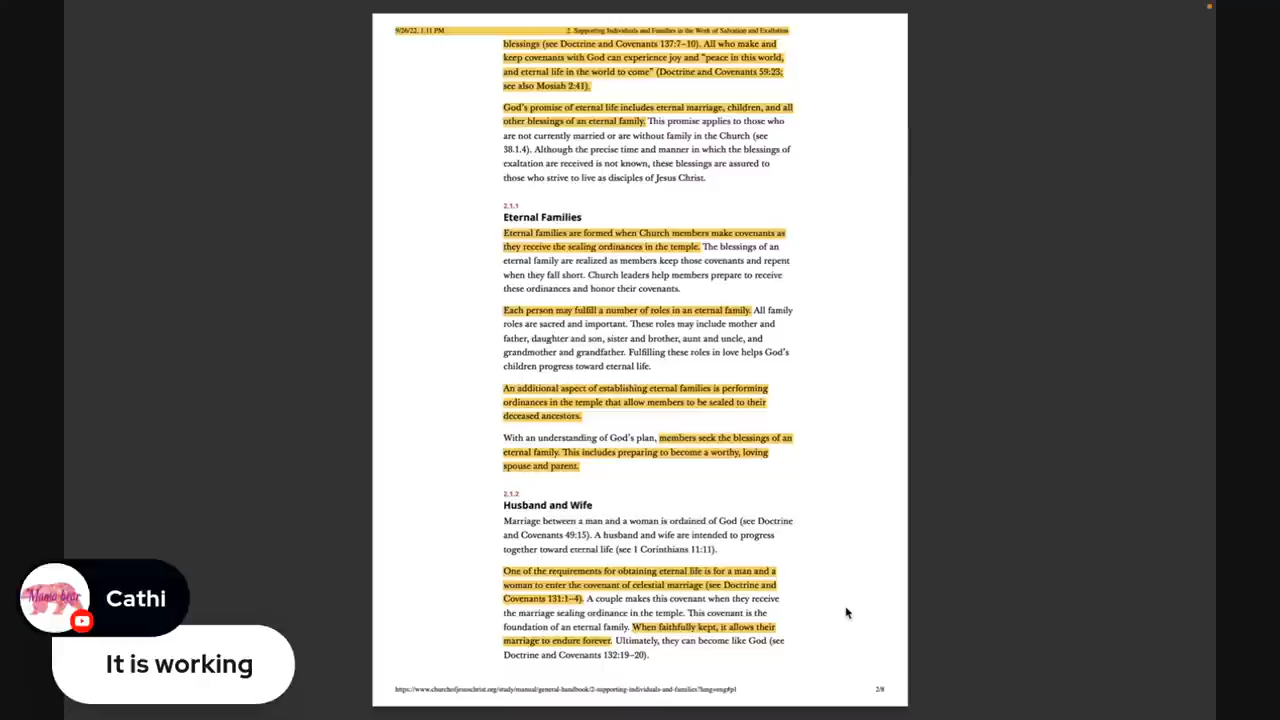 9/26/22, 1:11 PM
2. Supporting Individuals and Families in the Work of Salvation and Exaltation
blessings (see Doctrine and Covenants 137:7–10). All who make and
keep covenants with God can experience joy and “peace in this world,
and eternal life in the world to come” (Doctrine and Covenants 59:23;
see also Mosiah 2:41).
God’s promise of eternal life includes eternal marriage, children, and all
other blessings of an eternal family. This promise applies to those who
are not currently married or are without family in the Church (see
38.1.4). Although the precise time and manner in which the blessings of
exaltation are received is not known, these blessings are assured to
those who strive to live as disciples of Jesus Christ.
2.1.1
Eternal Families
Eternal families are formed when Church members make covenants as
they receive the sealing ordinances in the temple. The blessings of an
eternal family are realized as members keep those covenants and repent
when they fall short. Church leaders help members prepare to receive
these ordinances and honor their covenants.
Each person may fulfill a number of roles in an eternal family. All family
roles are sacred and important. These roles may include mother and
father, daughter and son, sister and brother, aunt and uncle, and
grandmother and grandfather. Fulfilling these roles in love helps God’s
children progress toward eternal life.
An additional aspect of establishing eternal families is performing
ordinances in the temple that allow members to be sealed to their
deceased ancestors.
With an understanding of God’s plan, members seek the blessings of an
eternal family. This includes preparing to become a worthy, loving
spouse and parent.
2.1.2
Husband and Wife
Marriage between a man and a woman is ordained of God (see Doctrine
and Covenants 49:15). A husband and wife are intended to progress
together toward eternal life (see 1 Corinthians 11:11).
One of the requirements for obtaining eternal life is for a man and a
woman to enter the covenant of celestial marriage (see Doctrine and
Covenants 131:1–4). A couple makes this covenant when they receive
the marriage sealing ordinance in the temple. This covenant is the
foundation of an eternal family. When faithfully kept, it allows their
marriage to endure forever. Ultimately, they can become like God (see
Doctrine and Covenants 132:19–20).
https://www.churchofjesuschrist.org/study/manual/general-handbook/2-supporting-individuals-and-families?lang=eng#p1
2/8
Mama bear
Cathi
It is working